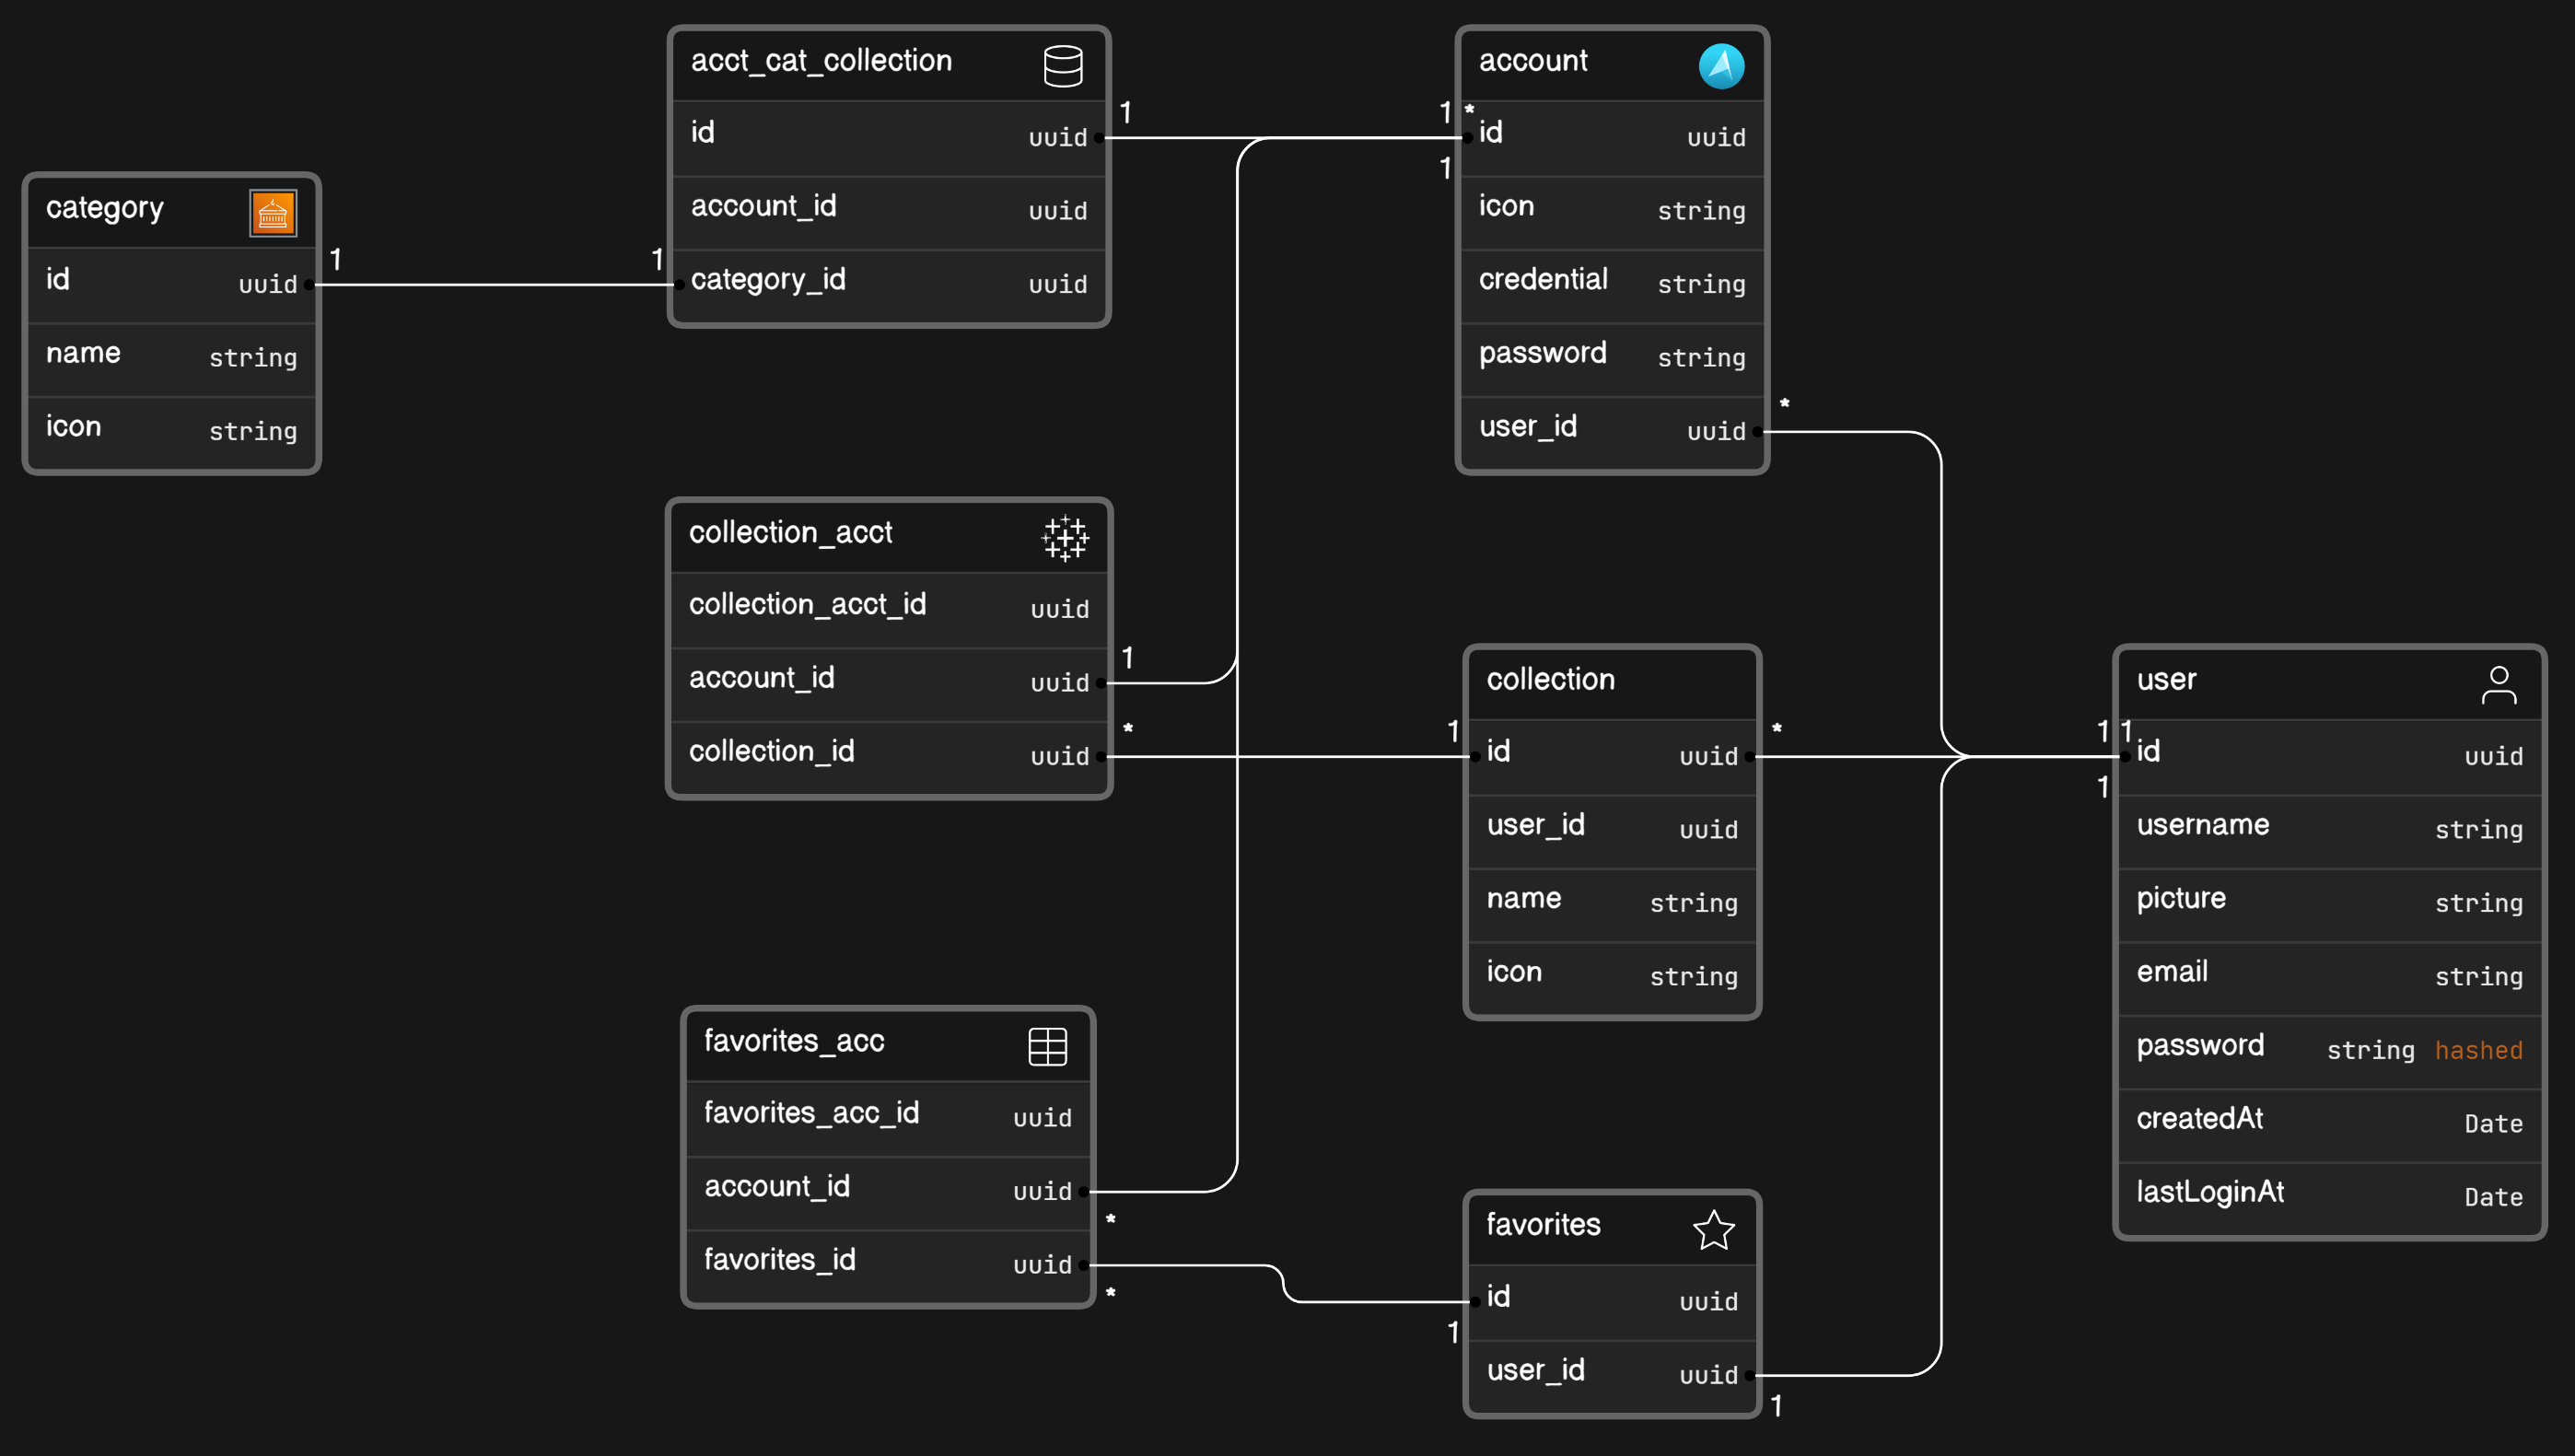 category
id uuid
name string
icon string
1
1
acct_cat_collection
id uuid
account_id uuid
category_id uuid
1
1 *
1
account
id uuid
icon string
credential string
password string
user_id uuid
*
collection_acct
collection_acct_id uuid
account_id uuid
collection_id uuid
1
*
1
collection
id uuid
user_id uuid
name string
icon string
*
1 1
1
user
id uuid
username string
picture string
email string
password string hashed
createdAt Date
lastLoginAt Date
favorites_acc
favorites_acc_id uuid
account_id uuid
favorites_id uuid
*
*
1
favorites
id uuid
user_id uuid
1